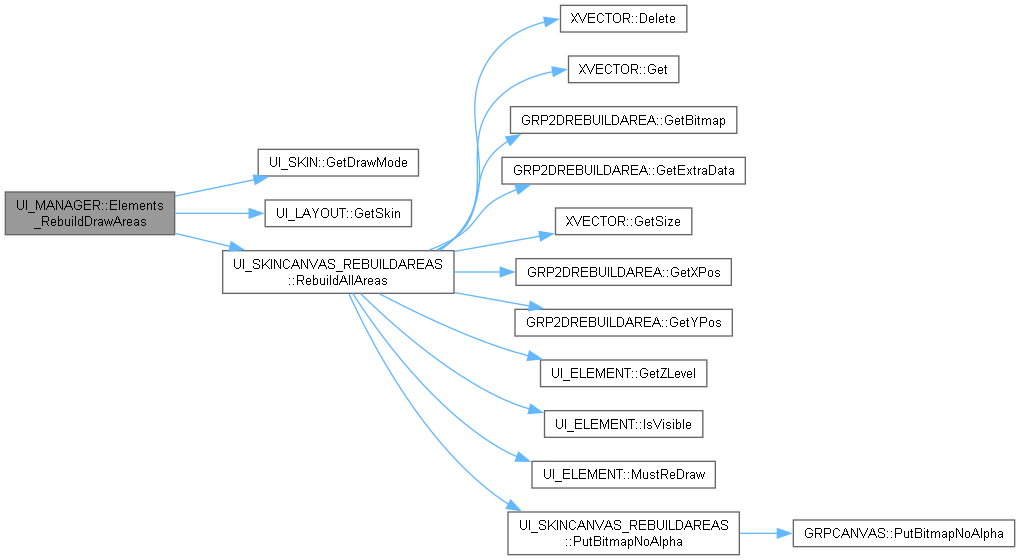 UI_MANAGER::Elements
_RebuildDrawAreas
UI_SKIN::GetDrawMode
UI_LAYOUT::GetSkin
UI_SKINCANVAS_REBUILDAREAS
::RebuildAllAreas
XVECTOR::Delete
XVECTOR::Get
GRP2DREBUILDAREA::GetBitmap
GRP2DREBUILDAREA::GetExtraData
XVECTOR::GetSize
GRP2DREBUILDAREA::GetXPos
GRP2DREBUILDAREA::GetYPos
UI_ELEMENT::GetZLevel
UI_ELEMENT::IsVisible
UI_ELEMENT::MustReDraw
UI_SKINCANVAS_REBUILDAREAS
::PutBitmapNoAlpha
GRPCANVAS::PutBitmapNoAlpha